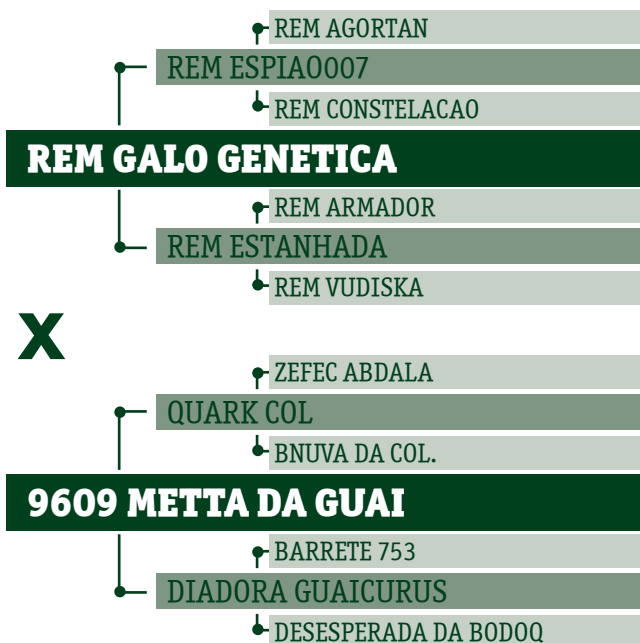 REM AGORTAN
REM ESPIAO007
REM CONSTELACAO
REM GALO GENETICA
REM ARMADOR
REM ESTANHADA
REM VUDISKA
X
ZEFEC ABDALA
QUARK COL
BNUVA DA COL.
9609 METTA DA GUAI
BARRETE 753
DIADORA GUAICURUS
DESESPERADA DA BODOQ